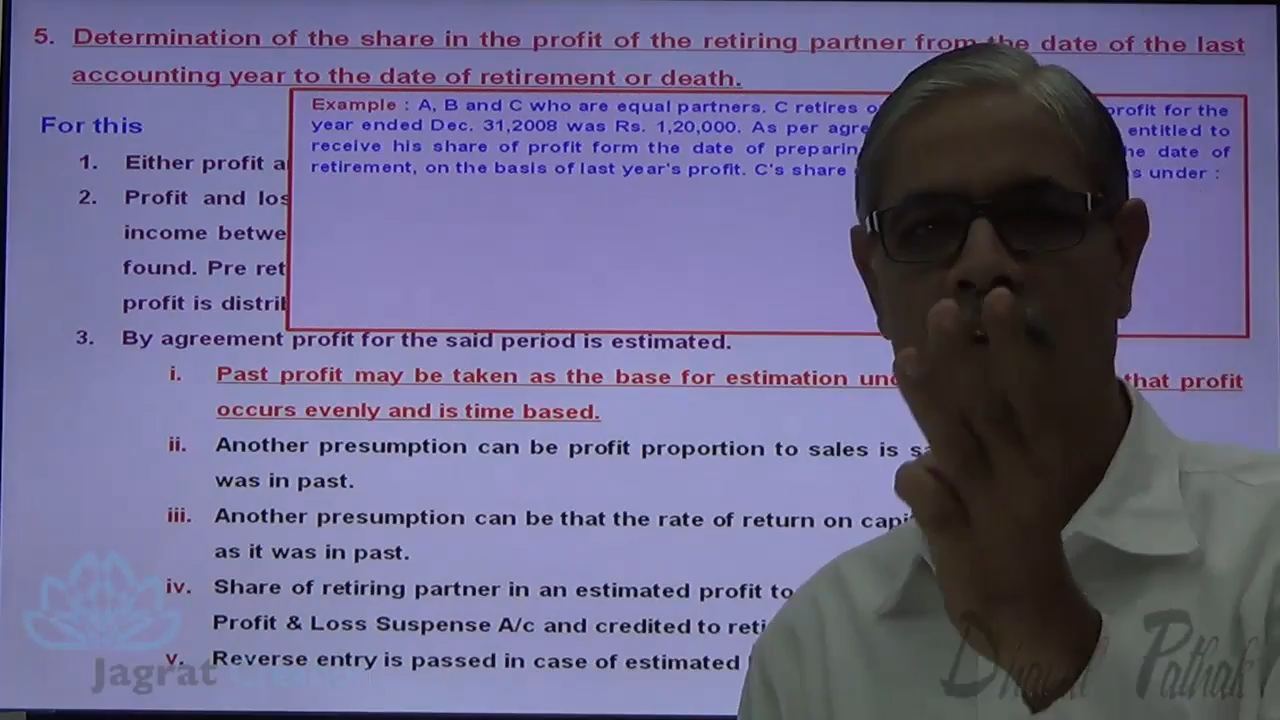 5. Determination of the share in the profit of the retiring partner from the date of the last
accounting year to the date of retirement or death.
For this
Example : A, B and C who are equal partners. C retires o profit for the
year ended Dec. 31,2008 was Rs. 1,20,000. As per agre entitled to
receive his share of profit form the date of preparin he date of
retirement, on the basis of last year's profit. C's share s under :
1. Either profit a
2. Profit and los
income betwe
found. Pre ret
profit is distri
3. By agreement profit for the said period is estimated.
i. Past profit may be taken as the base for estimation und that profit
occurs evenly and is time based.
ii. Another presumption can be profit proportion to sales is sa
was in past.
iii. Another presumption can be that the rate of return on capi
as it was in past.
iv. Share of retiring partner in an estimated profit to
Profit & Loss Suspense A/c and credited to reti
v. Reverse entry is passed in case of estimated
Jagrat Creation
Pathak